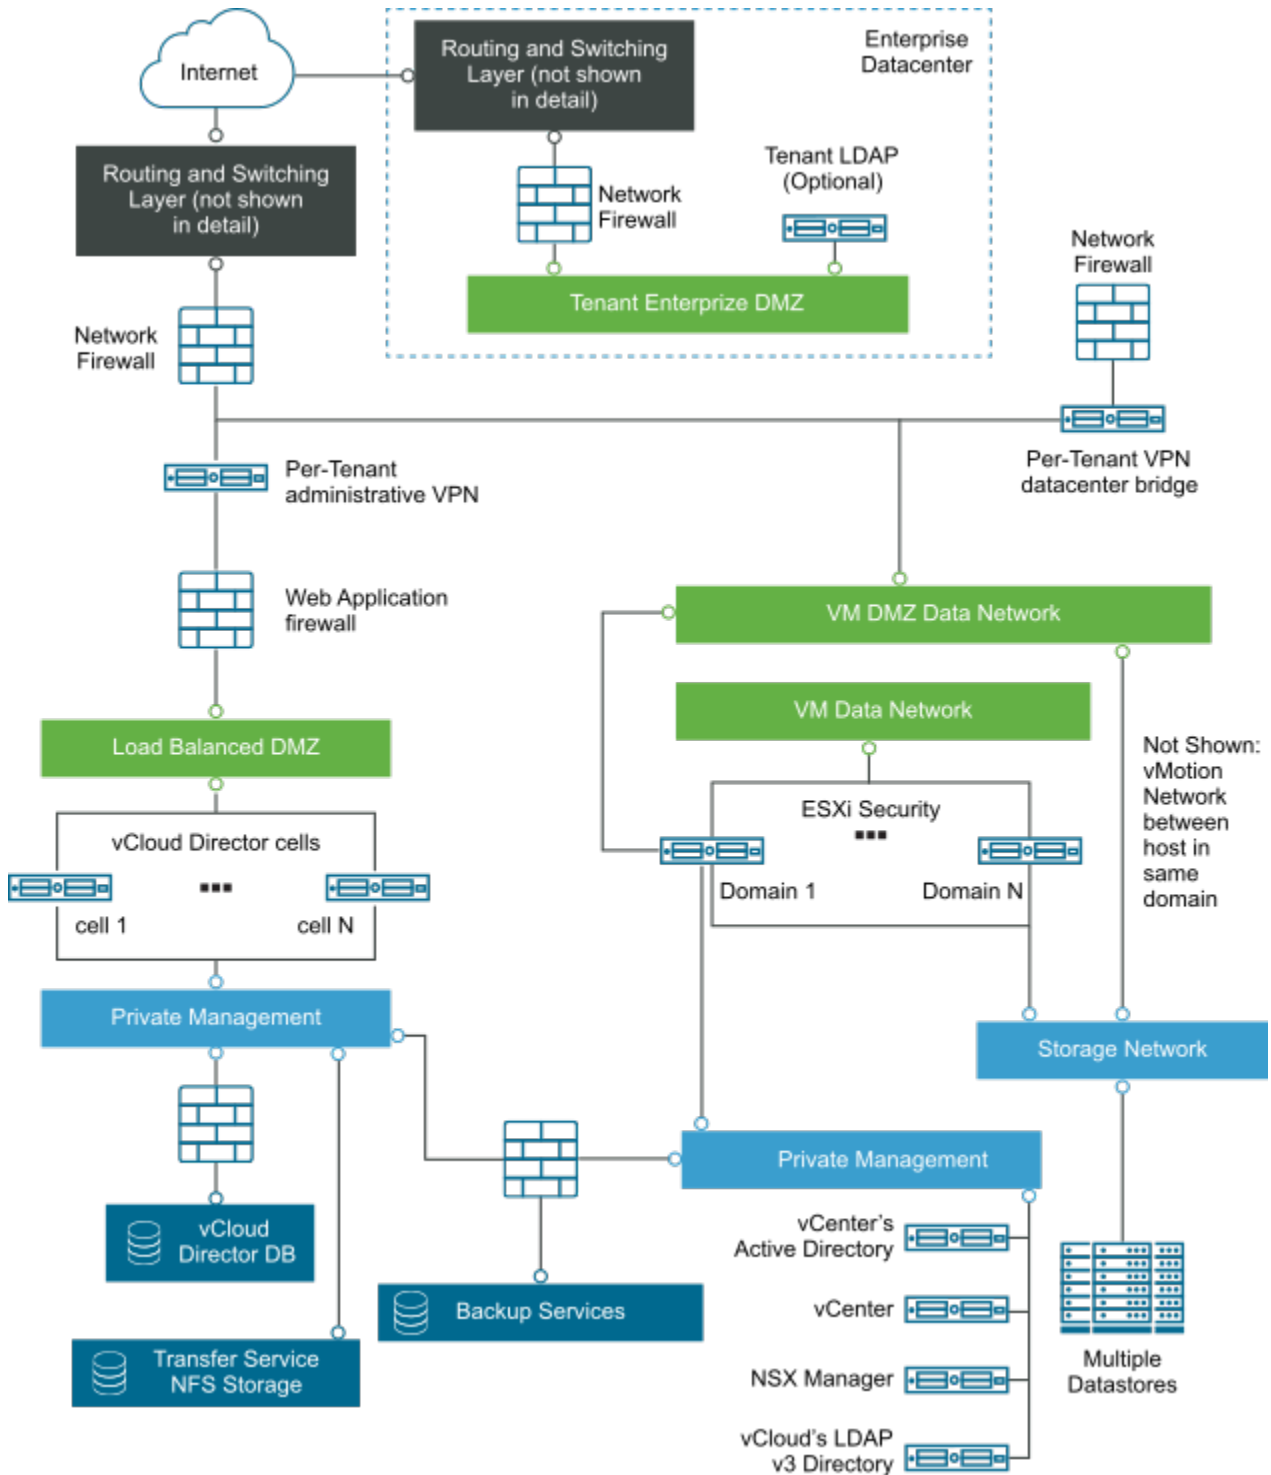 Internet
Routing and Switching
Layer (not shown
in detail)
Enterprise
Datacenter
Routing and Switching
Layer (not shown
in detail)
Network
Firewall
Tenant LDAP
(Optional)
Tenant Enterprize DMZ
Network
Firewall
Network
Firewall
Per-Tenant
administrative VPN
Per-Tenant VPN
datacenter bridge
Web Application
firewall
VM DMZ Data Network
VM Data Network
Load Balanced DMZ
Not Shown:
vMotion
Network
between
host in
same
domain
ESXi Security
Domain 1
Domain N
vCloud Director cells
cell 1
cell N
Private Management
Storage Network
Private Management
vCloud
Director DB
Backup Services
Transfer Service
NFS Storage
vCenter's
Active Directory
vCenter
NSX Manager
vCloud's LDAP
v3 Directory
Multiple
Datastores